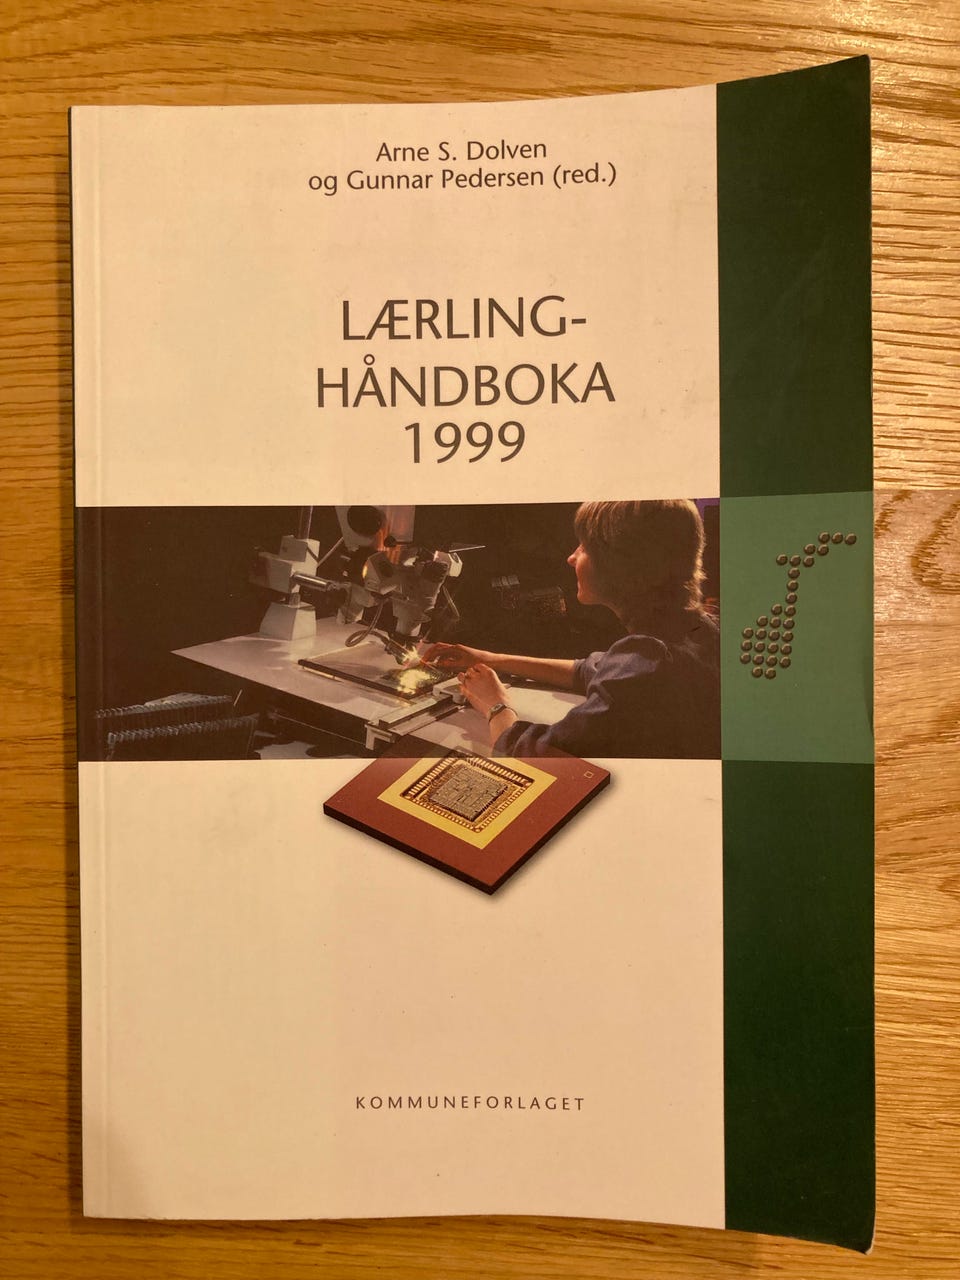 Arne S. Dolven
og Gunnar Pedersen (red.)
LÆRLING-
HÅNDBOKA
1999
KOMMUNEFORLAGET